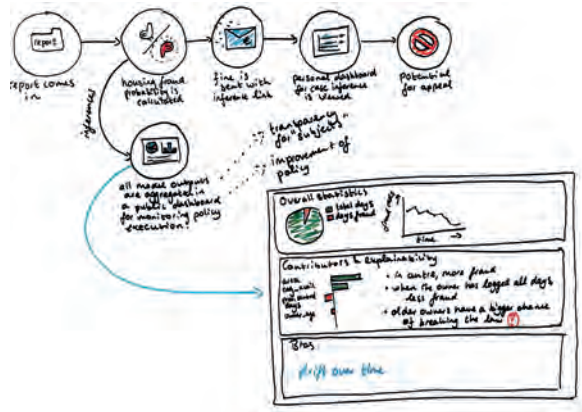 report
report comes
in
housing fraud
probability is
calculated
fine is
sent with
inference link
personal dashboard
for case inference
is viewed
potential
for appeal
inferences
transparency
for "subjects"
improvement of
policy
all model outputs
are aggregated in
a public dashboard
for monitoring policy
execution!
Overall statistics
total days
days fraud
time
Contributors & explainability
area
days
• in centre, more fraud
• when the owner has logged all days
less fraud
• older owners have a bigger chance
of breaking the law ?
Bias
drift over time